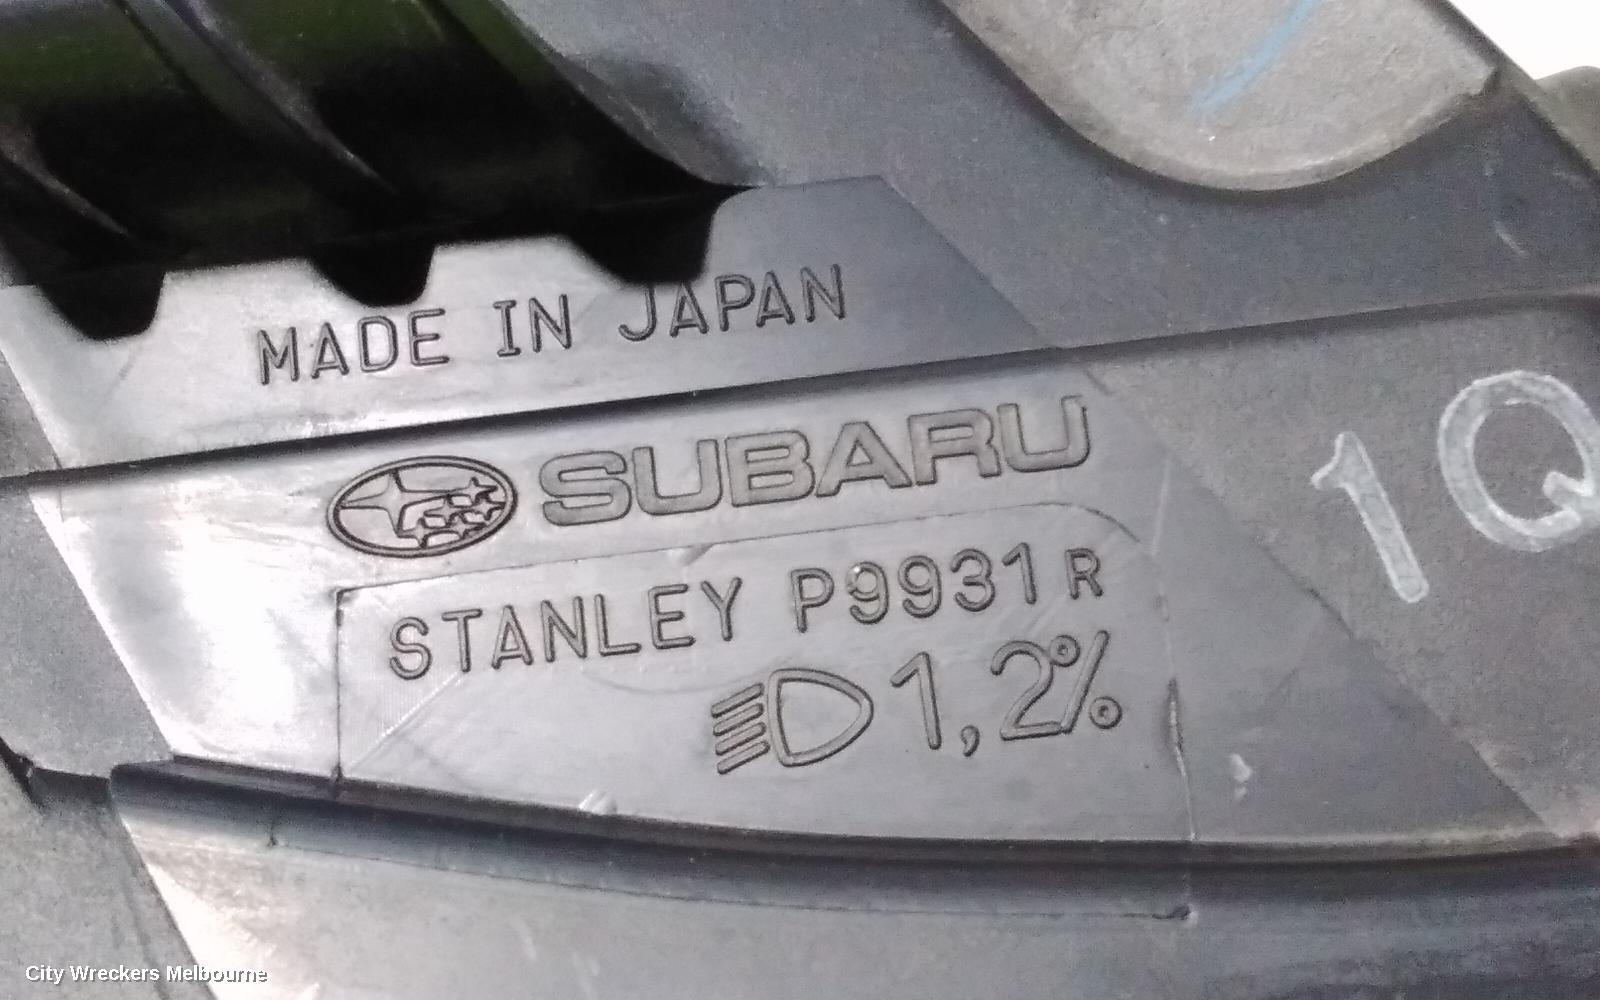 MADE IN JAPAN
SUBARU
STANLEY P9931 R
1,2%
1Q
City Wreckers Melbourne